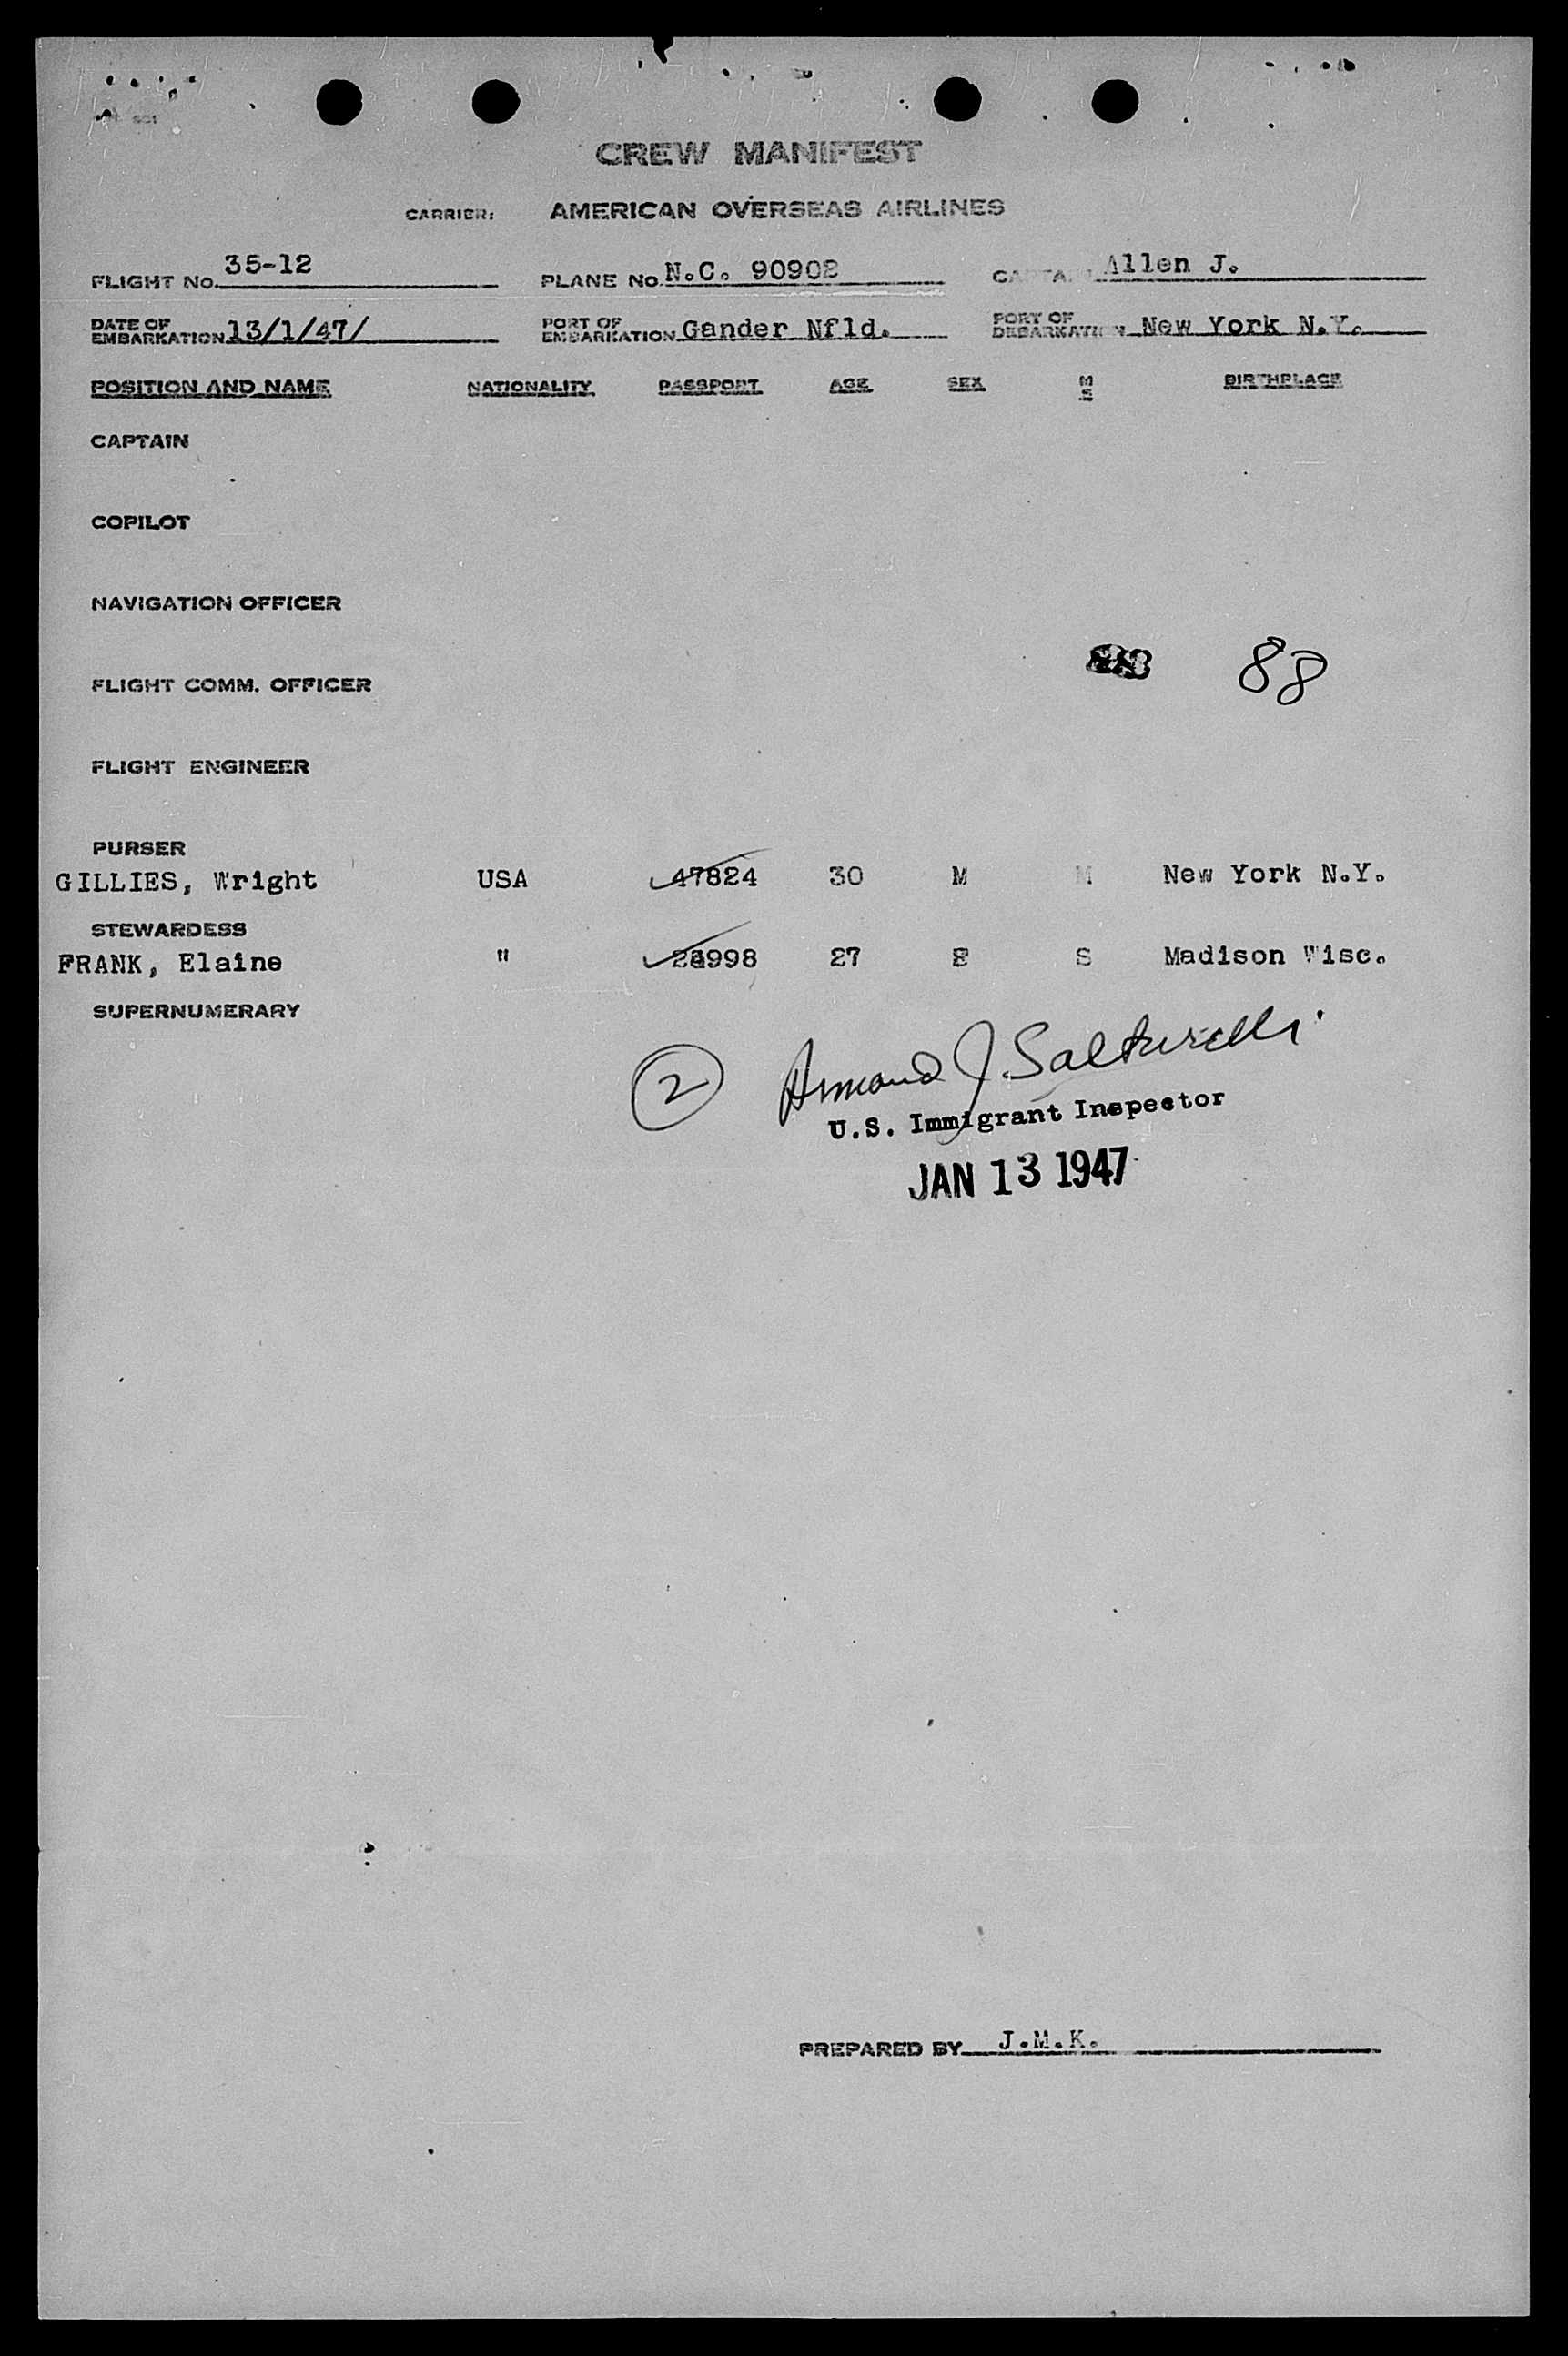 CREW MANIFEST
CARRIER: AMERICAN OVERSEAS AIRLINES
FLIGHT NO. 35-12 PLANE NO. N.C. 90902 CAPTAIN Allen J.
DATE OF EMBARKATION 13/1/47/ PORT OF EMBARKATION Gander Nfld. PORT OF DEBARKATION New York N.Y.
POSITION AND NAME NATIONALITY PASSPORT AGE SEX M S BIRTHPLACE
CAPTAIN
COPILOT
NAVIGATION OFFICER
88
FLIGHT COMM. OFFICER
FLIGHT ENGINEER
PURSER
GILLIES, Wright USA 47824 30 M M New York N.Y.
STEWARDESS
FRANK, Elaine " 27 S Madison Wisc.
SUPERNUMERARY
2 Armand J. Salturelli
U.S. Immigrant Inspector
JAN 13 1947
PREPARED BY J.M.K.